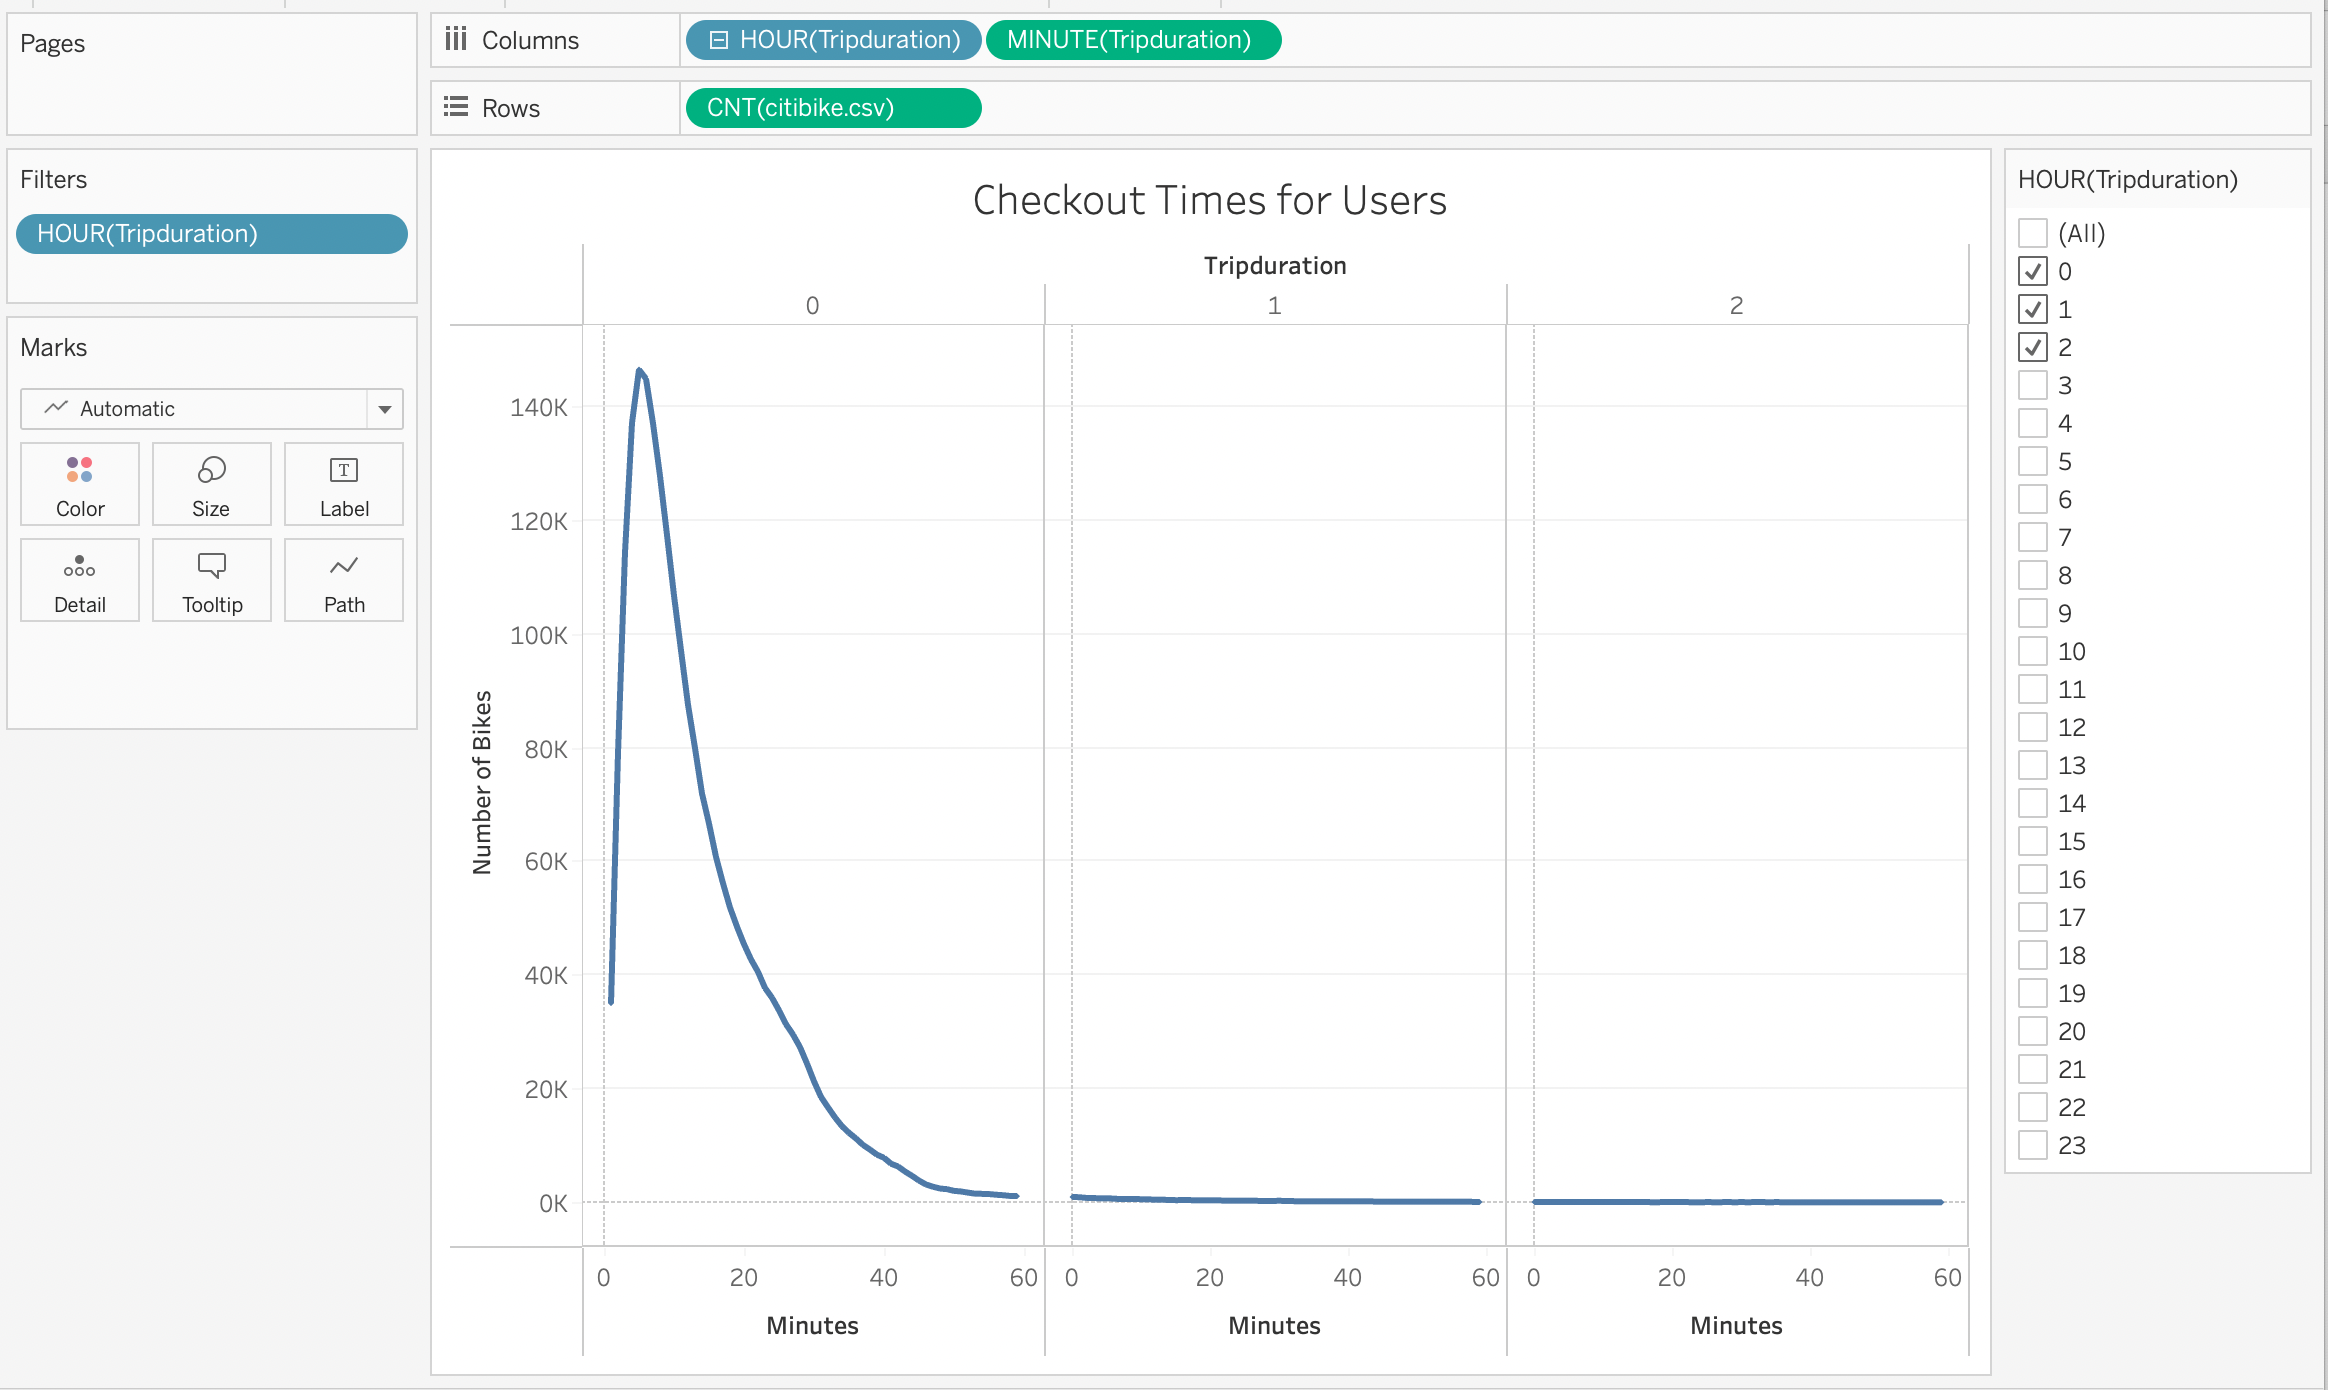 Pages
Columns
HOUR(Tripduration)
MINUTE(Tripduration)
Rows
CNT(citibike.csv)
Filters
HOUR(Tripduration)
Marks
Automatic
Color
Size
T
Label
Detail
Tooltip
Path
Checkout Times for Users
Tripduration
0
1
2
Number of Bikes
140K
120K
100K
80K
60K
40K
20K
0K
0 20 40 60
0 20 40 60
0 20 40 60
Minutes
Minutes
Minutes
HOUR(Tripduration)
(All)
0
1
2
3
4
5
6
7
8
9
10
11
12
13
14
15
16
17
18
19
20
21
22
23